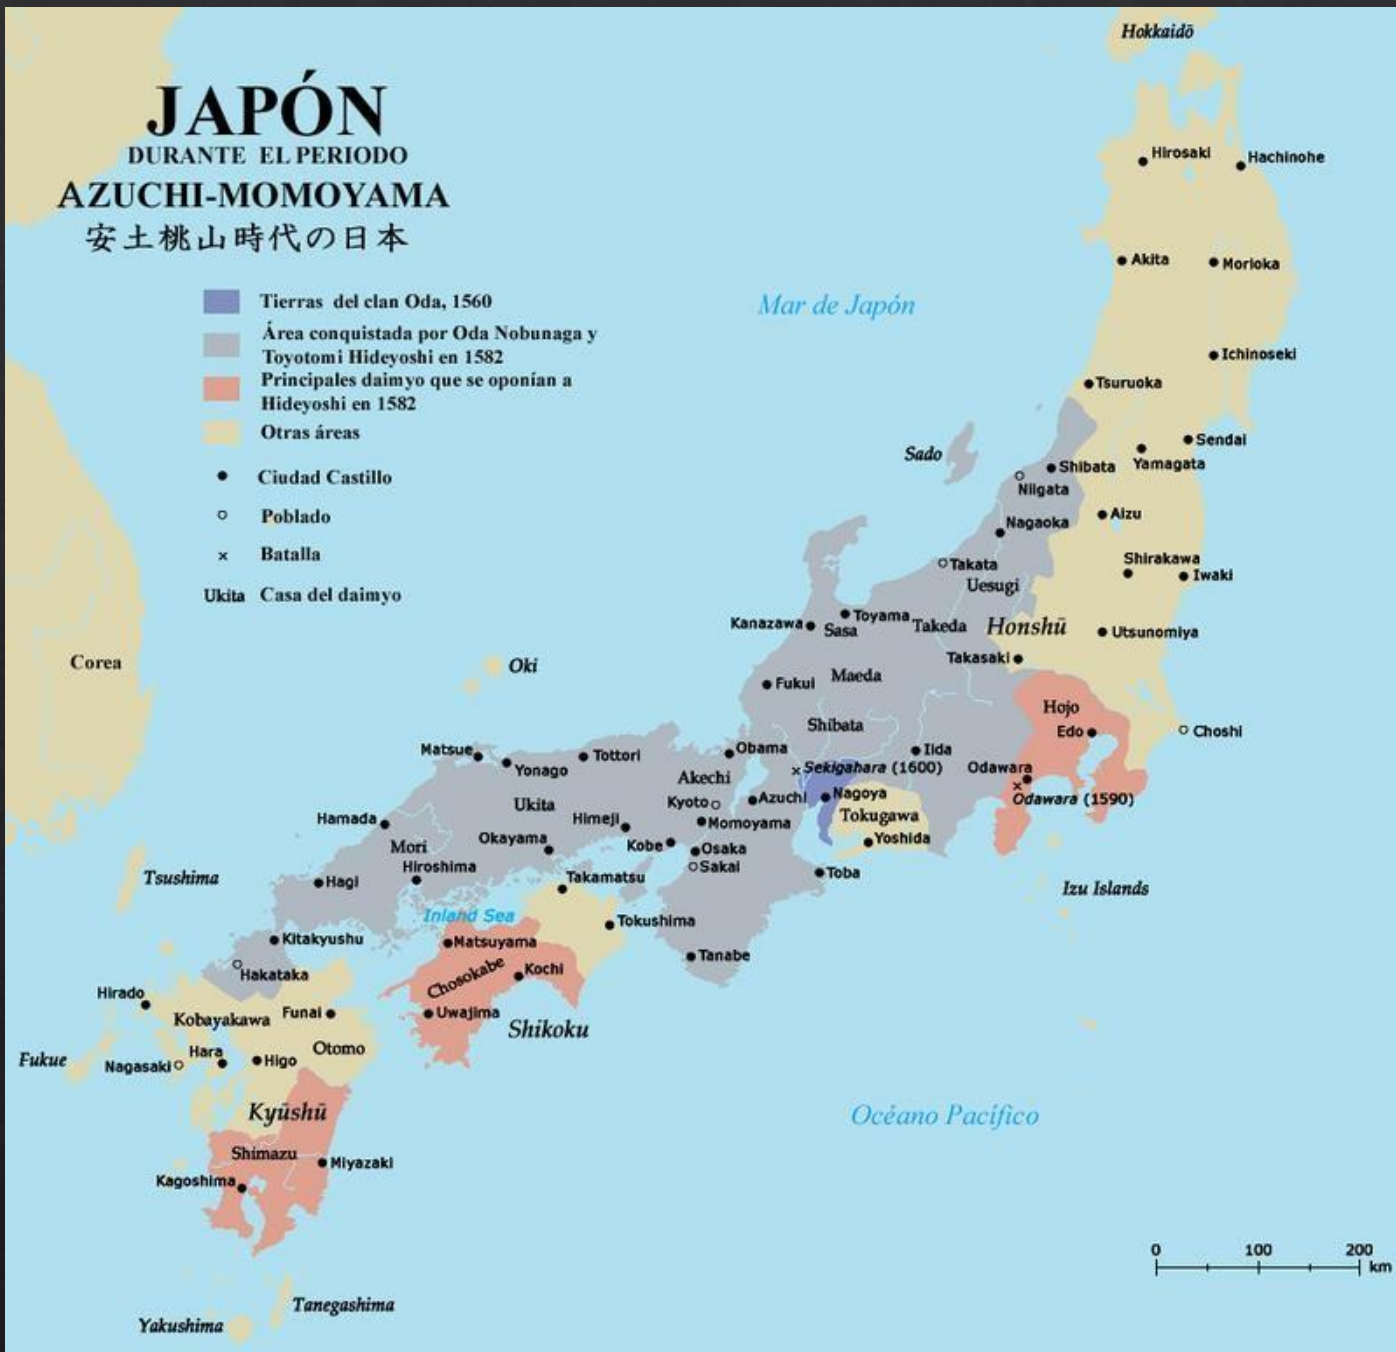 JAPÓN
DURANTE EL PERIODO
AZUCHI-MOMOYAMA
安土桃山時代の日本
Tierras del clan Oda, 1560
Área conquistada por Oda Nobunaga y
Toyotomi Hideyoshi en 1582
Principales daimyo que se oponían a
Hideyoshi en 1582
Otras áreas
Ciudad Castillo
Poblado
× Batalla
Ukita Casa del daimyo
Hokkaidō
Hirosaki
Hachinohe
Akita
Morioka
Mar de Japón
Ichinoseki
Tsuruoka
Sendai
Sado
Yamagata
Shibata
Niigata
Aizu
Nagaoka
Shirakawa
Takata
Iwaki
Uesugi
Toyama
Kanazawa
Sasa
Takeda
Honshū
Utsunomiya
Takasaki
Corea
Oki
Maeda
Fukui
Hojo
Shibata
Edo
Choshi
Matsue
Obama
Iida
Tottori
Yonago
× Sekigahara (1600)
Odawara
Akechi
×
Odawara (1590)
Azuchi
Nagoya
Kyoto
Ukita
Tokugawa
Himeji
Hamada
Momoyama
Okayama
Yoshida
Mori
Kobe
Osaka
Hiroshima
Sakai
Toba
Tsushima
Takamatsu
Hagi
Izu Islands
Inland Sea
Tokushima
Kitakyushu
Matsuyama
Tanabe
Hakataka
Chosokabe
Kochi
Hirado
Kobayakawa
Funai
Uwajima
Shikoku
Otomo
Hara
Higo
Fukue
Nagasaki
Kyūshū
Océano Pacífico
Shimazu
Miyazaki
Kagoshima
0 100 200
km
Tanegashima
Yakushima